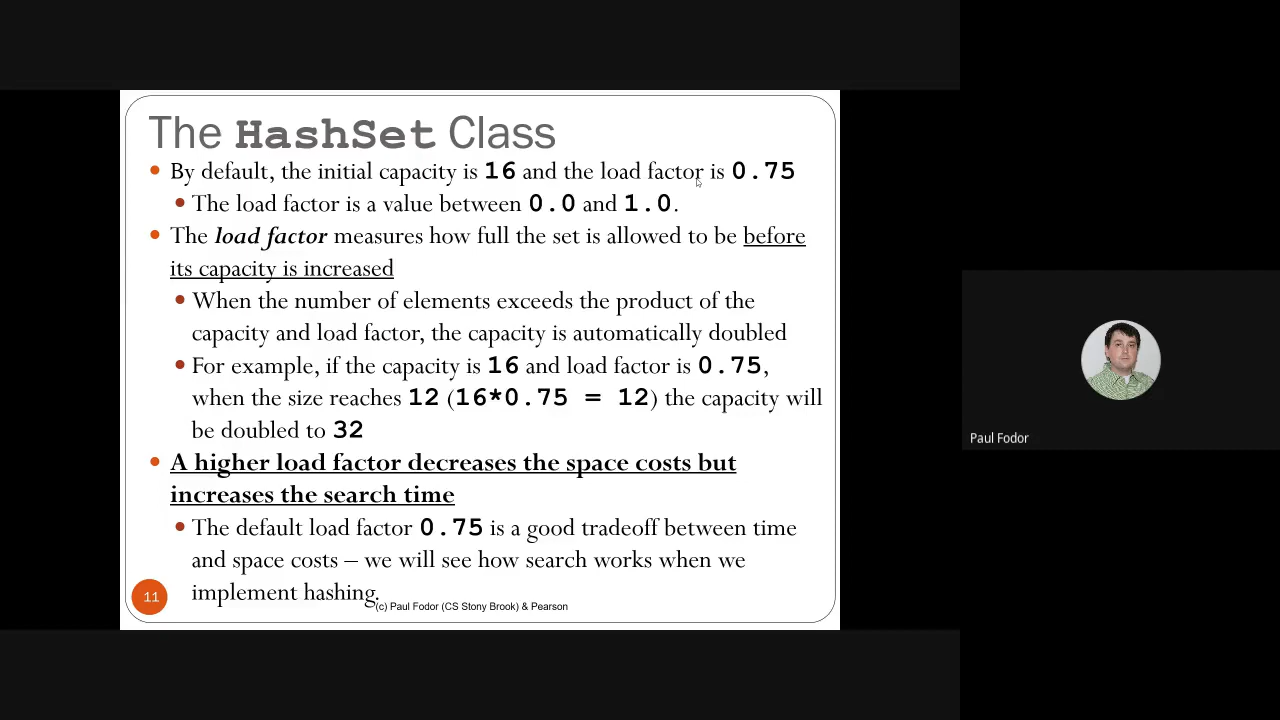 The HashSet Class
• By default, the initial capacity is 16 and the load factor is 0.75
• The load factor is a value between 0.0 and 1.0.
• The load factor measures how full the set is allowed to be before
its capacity is increased
• When the number of elements exceeds the product of the
capacity and load factor, the capacity is automatically doubled
• For example, if the capacity is 16 and load factor is 0.75,
when the size reaches 12 (16*0.75 = 12) the capacity will
be doubled to 32
• A higher load factor decreases the space costs but
increases the search time
• The default load factor 0.75 is a good tradeoff between time
and space costs – we will see how search works when we
implement hashing.
11
(c) Paul Fodor (CS Stony Brook) & Pearson
Paul Fodor